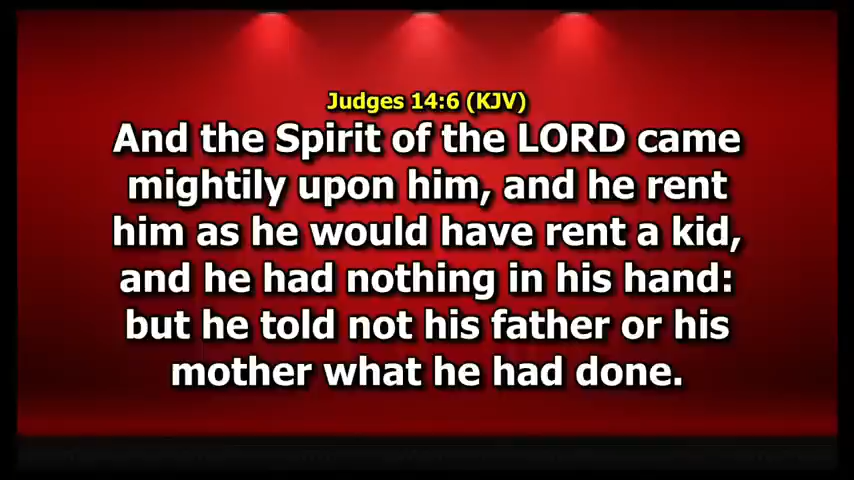 Judges 14:6 (KJV)
And the Spirit of the LORD came
mightily upon him, and he rent
him as he would have rent a kid,
and he had nothing in his hand:
but he told not his father or his
mother what he had done.